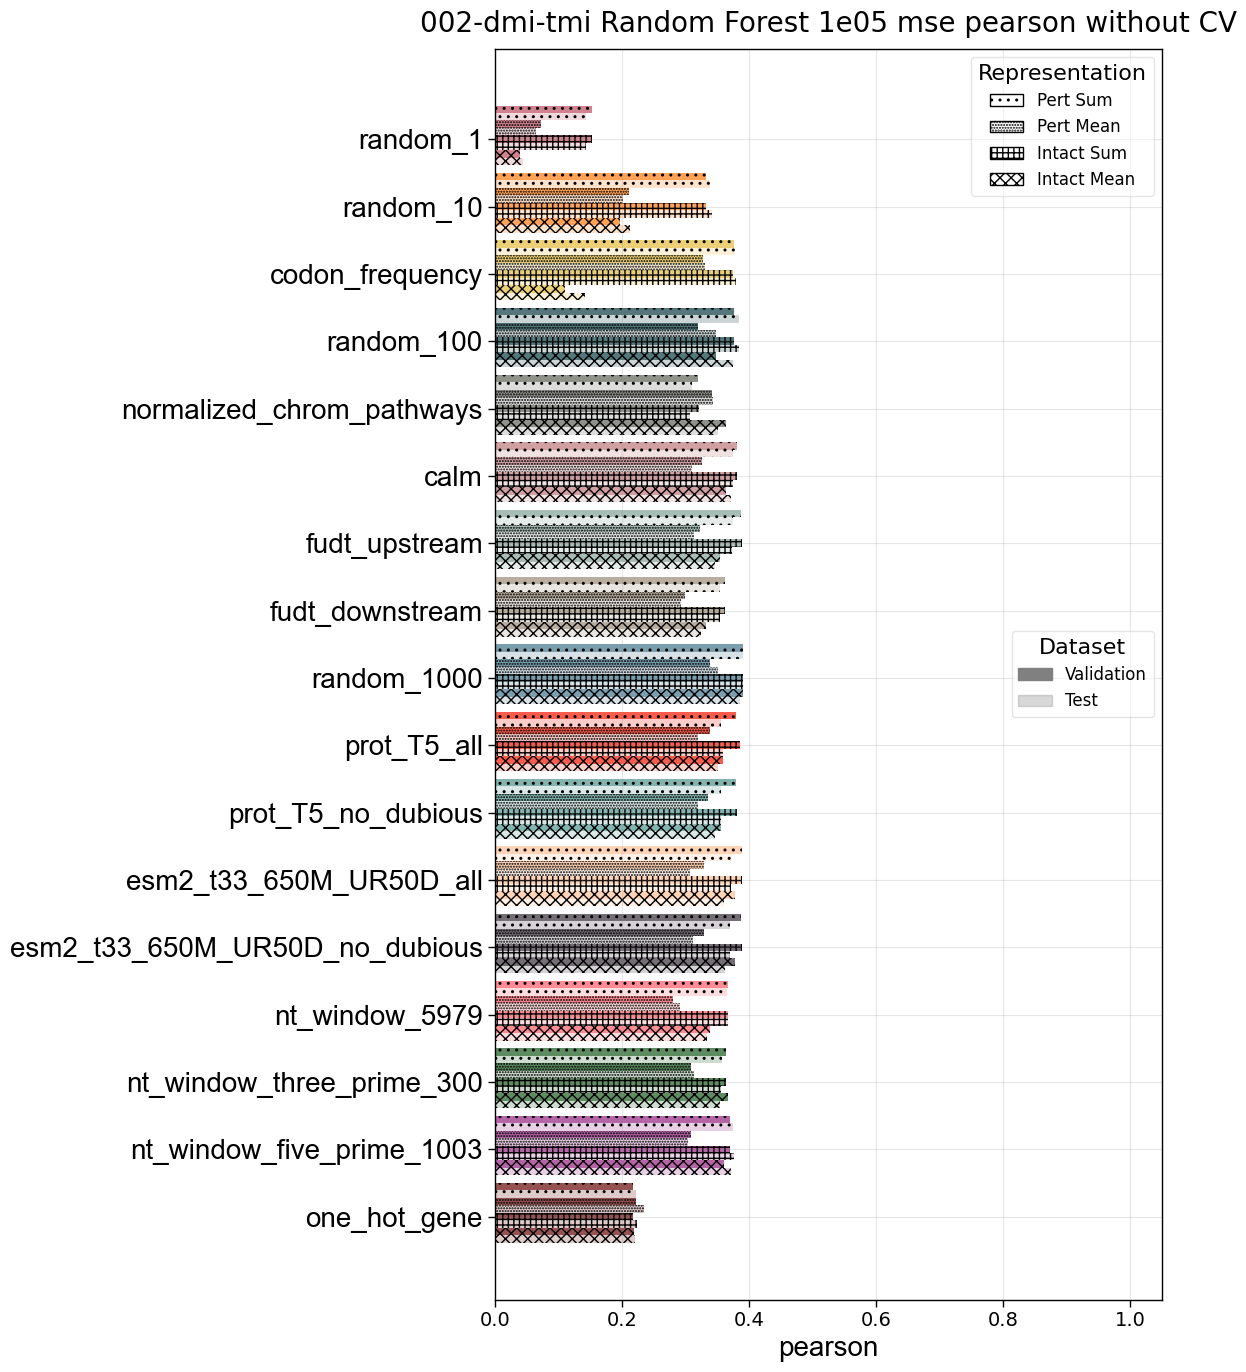 002-dmi-tmi Random Forest 1e05 mse pearson without CV
Representation
Pert Sum
Pert Mean
Intact Sum
Intact Mean
random_1
random_10
codon_frequency
random_100
normalized_chrom_pathways
calm
fudt_upstream
fudt_downstream
Dataset
Validation
Test
random_1000
prot_T5_all
prot_T5_no_dubious
esm2_t33_650M_UR50D_all
esm2_t33_650M_UR50D_no_dubious
nt_window_5979
nt_window_three_prime_300
nt_window_five_prime_1003
one_hot_gene
0.0 0.2 0.4 0.6 0.8 1.0
pearson